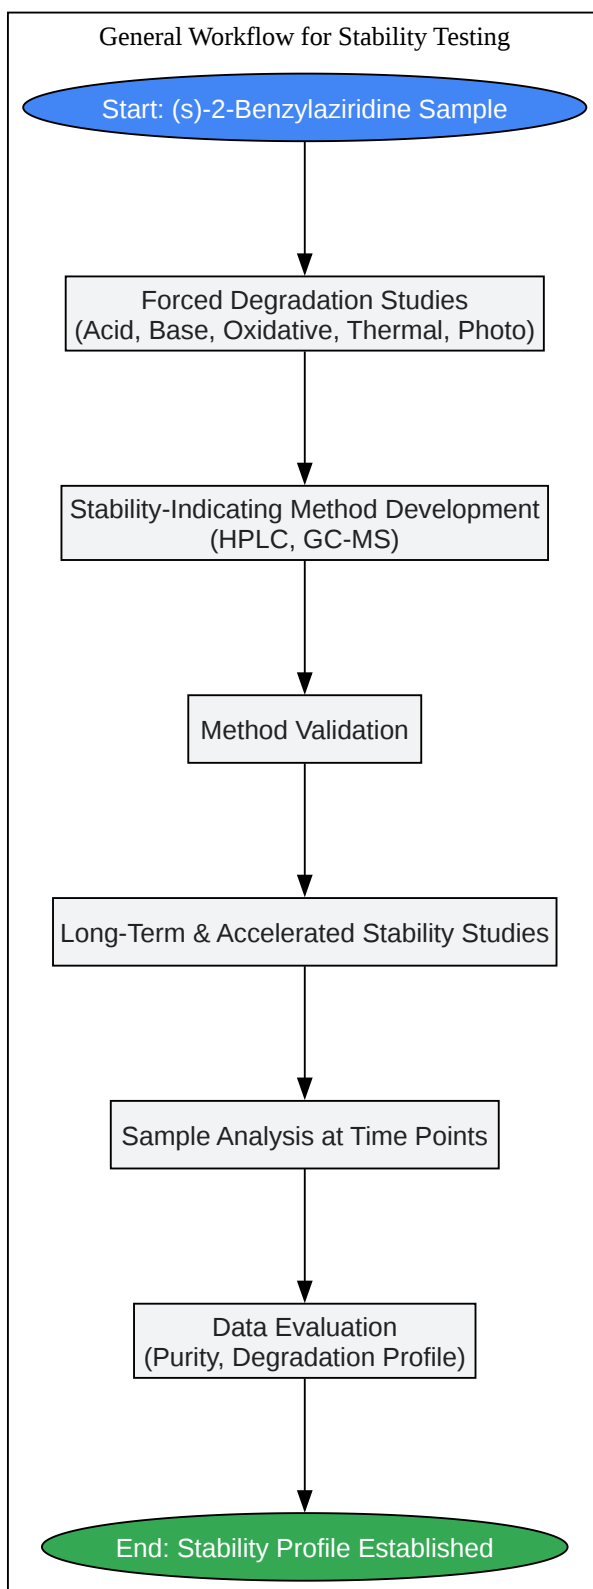 General Workflow for Stability Testing
Start: (s)-2-Benzylaziridine Sample
Forced Degradation Studies
(Acid, Base, Oxidative, Thermal, Photo)
Stability-Indicating Method Development
(HPLC, GC-MS)
Method Validation
Long-Term & Accelerated Stability Studies
Sample Analysis at Time Points
Data Evaluation
(Purity, Degradation Profile)
End: Stability Profile Established